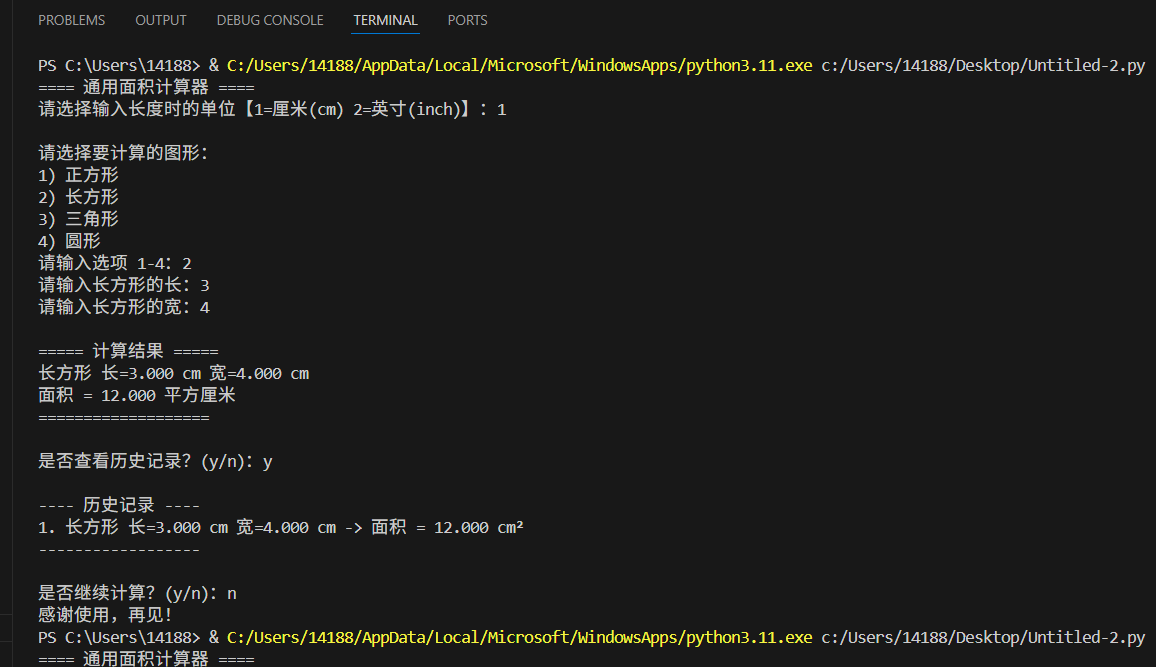 PROBLEMS OUTPUT DEBUG CONSOLE TERMINAL PORTS
PS C:\Users\14188> & C:/Users/14188/AppData/Local/Microsoft/WindowsApps/python3.11.exe c:/Users/14188/Desktop/Untitled-2.py
==== 通用面积计算器 ====
请选择输入长度时的单位【1=厘米(cm) 2=英寸(inch)】：1
请选择要计算的图形：
1) 正方形
2) 长方形
3) 三角形
4) 圆形
请输入选项 1-4：2
请输入长方形的长：3
请输入长方形的宽：4
===== 计算结果 =====
长方形 长=3.000 cm 宽=4.000 cm
面积 = 12.000 平方厘米
===================
是否查看历史记录？(y/n)：y
---- 历史记录 ----
1. 长方形 长=3.000 cm 宽=4.000 cm -> 面积 = 12.000 cm²
------------------
是否继续计算？(y/n)：n
感谢使用，再见！
PS C:\Users\14188> & C:/Users/14188/AppData/Local/Microsoft/WindowsApps/python3.11.exe c:/Users/14188/Desktop/Untitled-2.py
==== 通用面积计算器 ====